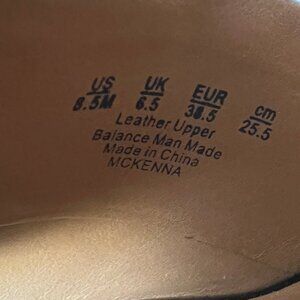 US UK EUR cm
8.5M 6.5 38.5 25.5
Leather Upper
Balance Man Made
Made in China
MCKENNA